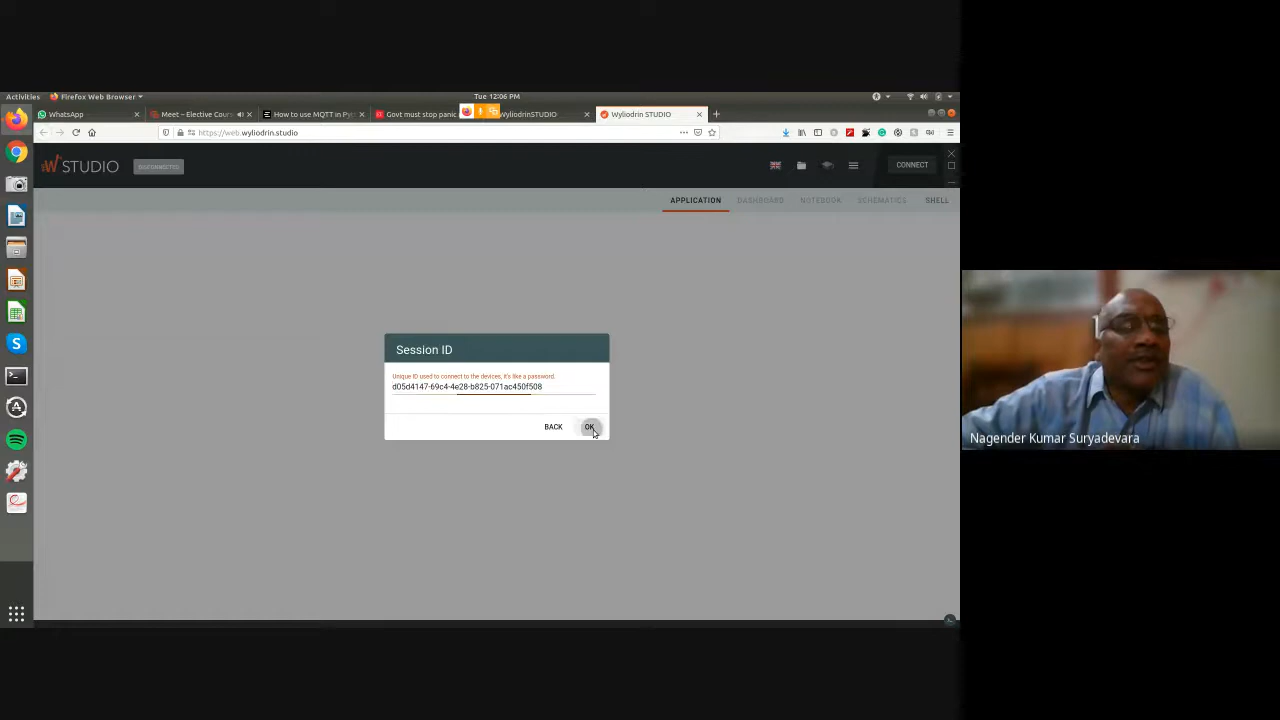 Activities Firefox Web Browser Tue 12:06 PM
WhatsApp Meet – Elective Cours How to use MQTT in Pyt Govt must stop panic WyliodrinSTUDIO Wyliodrin STUDIO
https://web.wyliodrin.studio
W STUDIO DISCONNECTED CONNECT
APPLICATION DASHBOARD NOTEBOOK SCHEMATICS SHELL
Session ID
Unique ID used to connect to the devices, it's like a password.
d05d4147-69c4-4e28-b825-071ac450f508
BACK OK
Nagender Kumar Suryadevara